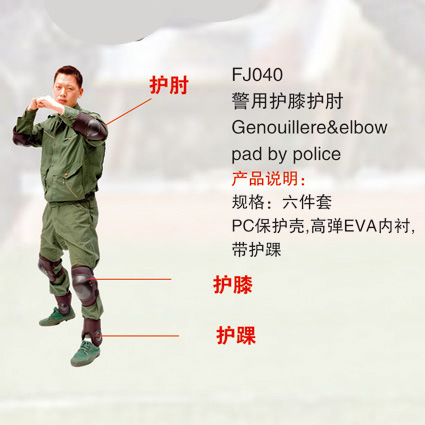 护肘
FJ040
警用护膝护肘
Genouillere&elbow
pad by police
产品说明：
规格：六件套
PC保护壳,高弹EVA内衬,
带护踝
护膝
护踝